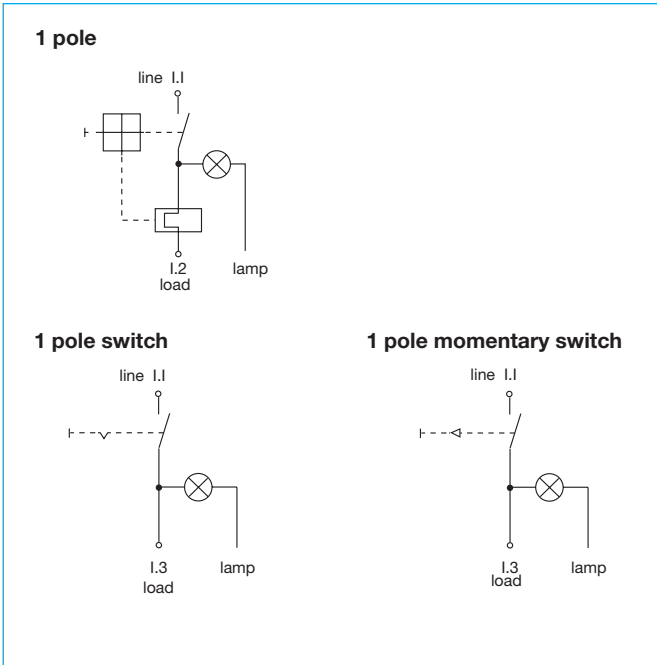 1 pole
line I.I
I.2
load
lamp
1 pole switch
line I.I
I.3
load
lamp
1 pole momentary switch
line I.I
I.3
load
lamp